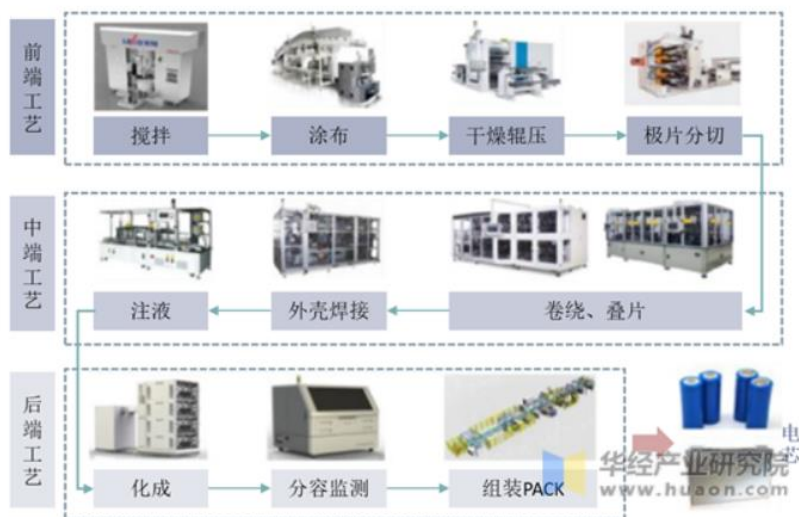 前端工艺
搅拌
涂布
干燥辊压
极片分切
中端工艺
注液
外壳焊接
卷绕、叠片
后端工艺
化成
分容监测
组装PACK
电芯
华经产业研究院
www.huaon.com